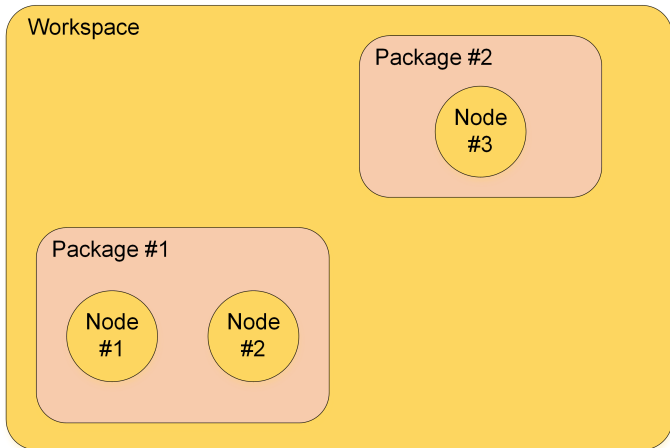 Workspace
Package #2
Node
#3
Package #1
Node
#1
Node
#2